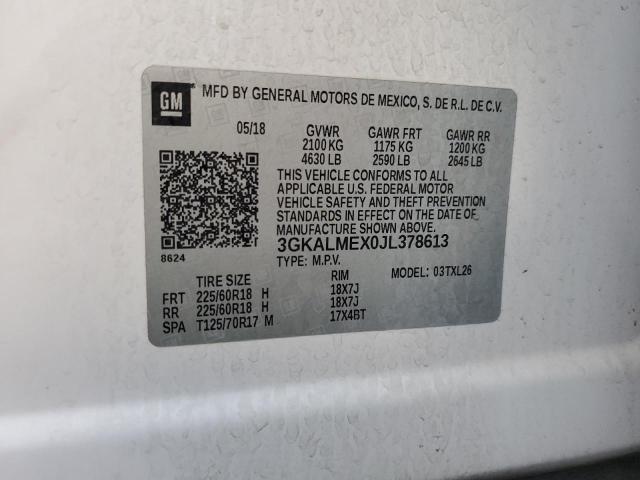 GM MFD BY GENERAL MOTORS DE MEXICO, S. DE R.L. DE C.V.
05/18 GVWR GAWR FRT GAWR RR
2100 KG 1175 KG 1200 KG
4630 LB 2590 LB 2645 LB
THIS VEHICLE CONFORMS TO ALL
APPLICABLE U.S. FEDERAL MOTOR
VEHICLE SAFETY AND THEFT PREVENTION
STANDARDS IN EFFECT ON THE DATE OF
MANUFACTURE SHOWN ABOVE.
8624 3GKALMEX0JL378613
TYPE: M.P.V. MODEL: 03TXL26
TIRE SIZE RIM
FRT 225/60R18 H 18X7J
RR 225/60R18 H 18X7J
SPA T125/70R17 M 17X4BT